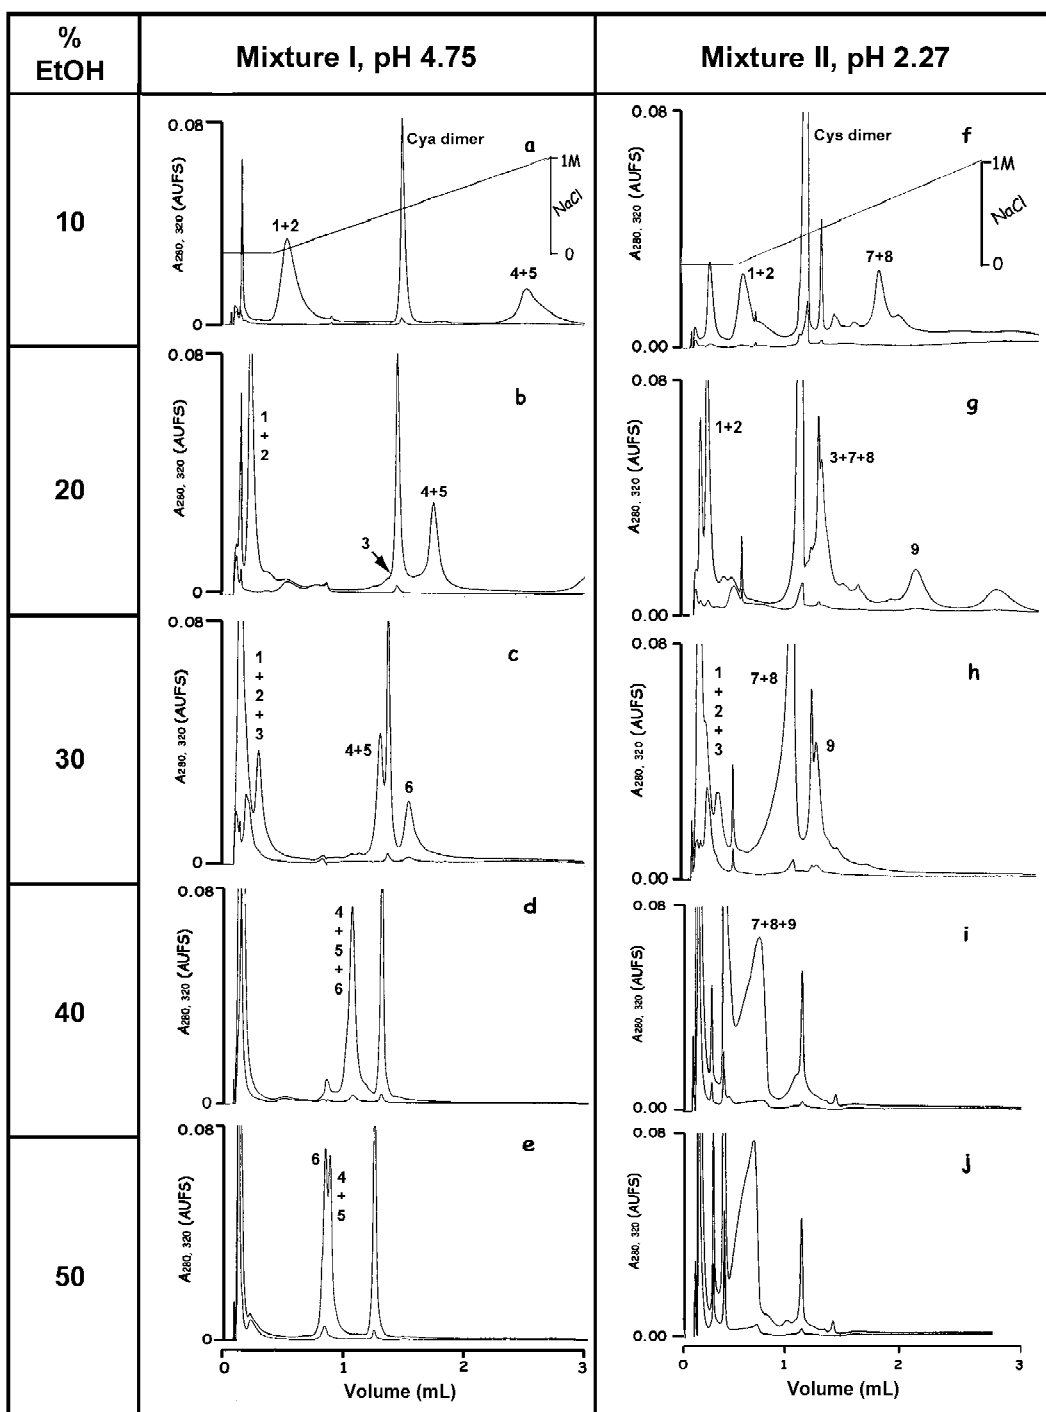 %
EtOH
Mixture I, pH 4.75
Mixture II, pH 2.27
10
0.08
A280, 320 (AUFS)
0
1+2
Cya dimer
a
1M
NaCl
0
4+5
0.08
A280, 320 (AUFS)
0.00
1+2
Cys dimer
f
1M
NaCl
0
7+8
20
0.08
A280, 320 (AUFS)
0
1
+
2
3
4+5
b
0.08
A280, 320 (AUFS)
0.00
1+2
3+7+8
9
g
30
0.08
A280, 320 (AUFS)
0
1
+
2
+
3
4+5
6
c
0.08
A280, 320 (AUFS)
0.00
1
+
2
+
3
7+8
9
h
40
0.08
A280, 320 (AUFS)
0
4
+
5
+
6
d
0.08
A280, 320 (AUFS)
0.00
7+8+9
i
50
0.08
A280, 320 (AUFS)
0
6
4
+
5
e
0.08
A280, 320 (AUFS)
0.00
j
0 1 2 3
Volume (mL)
0 1 2 3
Volume (mL)